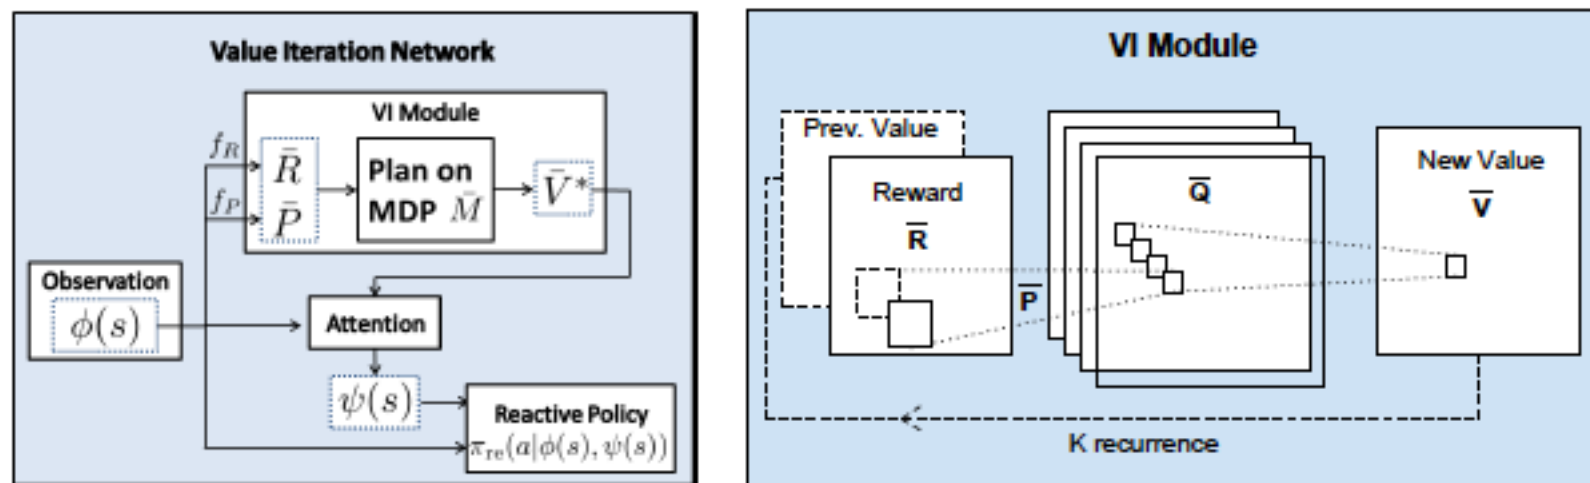 Value Iteration Network
VI Module
f_R
R̄
Plan on
MDP M̄
V̄*
f_P
P̄
Observation
ϕ(s)
Attention
ψ(s)
Reactive Policy
π_re(a|ϕ(s), ψ(s))
VI Module
Prev. Value
Reward
R̄
P̄
Q̄
New Value
V̄
K recurrence